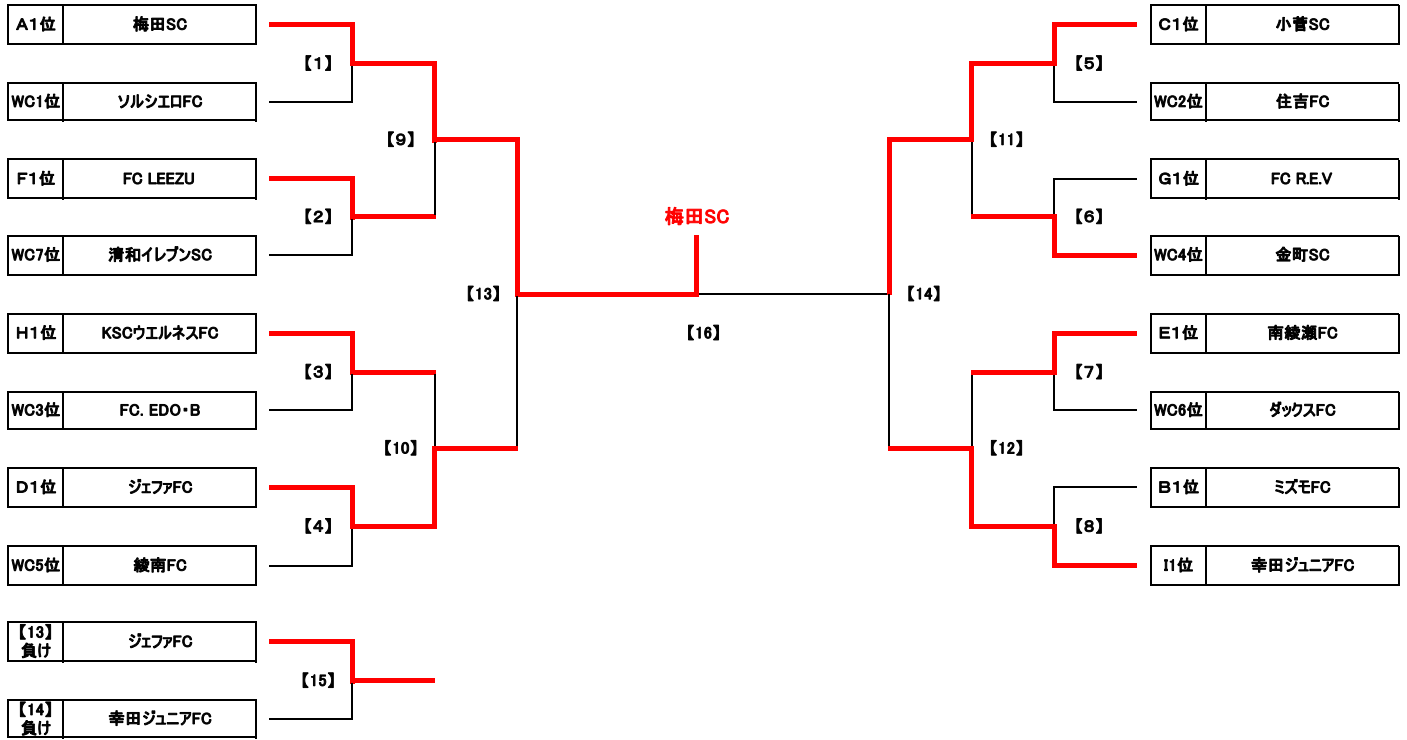 A1位 梅田SC
【1】
WC1位 ソルシエロFC
【9】
F1位 FC LEEZU
【2】
WC7位 清和イレブンSC
【13】
H1位 KSCウエルネスFC
【3】
WC3位 FC. EDO・B
【10】
D1位 ジェファFC
【4】
WC5位 綾南FC
【13】負け ジェファFC
【15】
【14】負け 幸田ジュニアFC
梅田SC
【16】
C1位 小菅SC
【5】
WC2位 住吉FC
【11】
G1位 FC R.E.V
【6】
WC4位 金町SC
【14】
E1位 南綾瀬FC
【7】
WC6位 ダックスFC
【12】
B1位 ミズモFC
【8】
I1位 幸田ジュニアFC